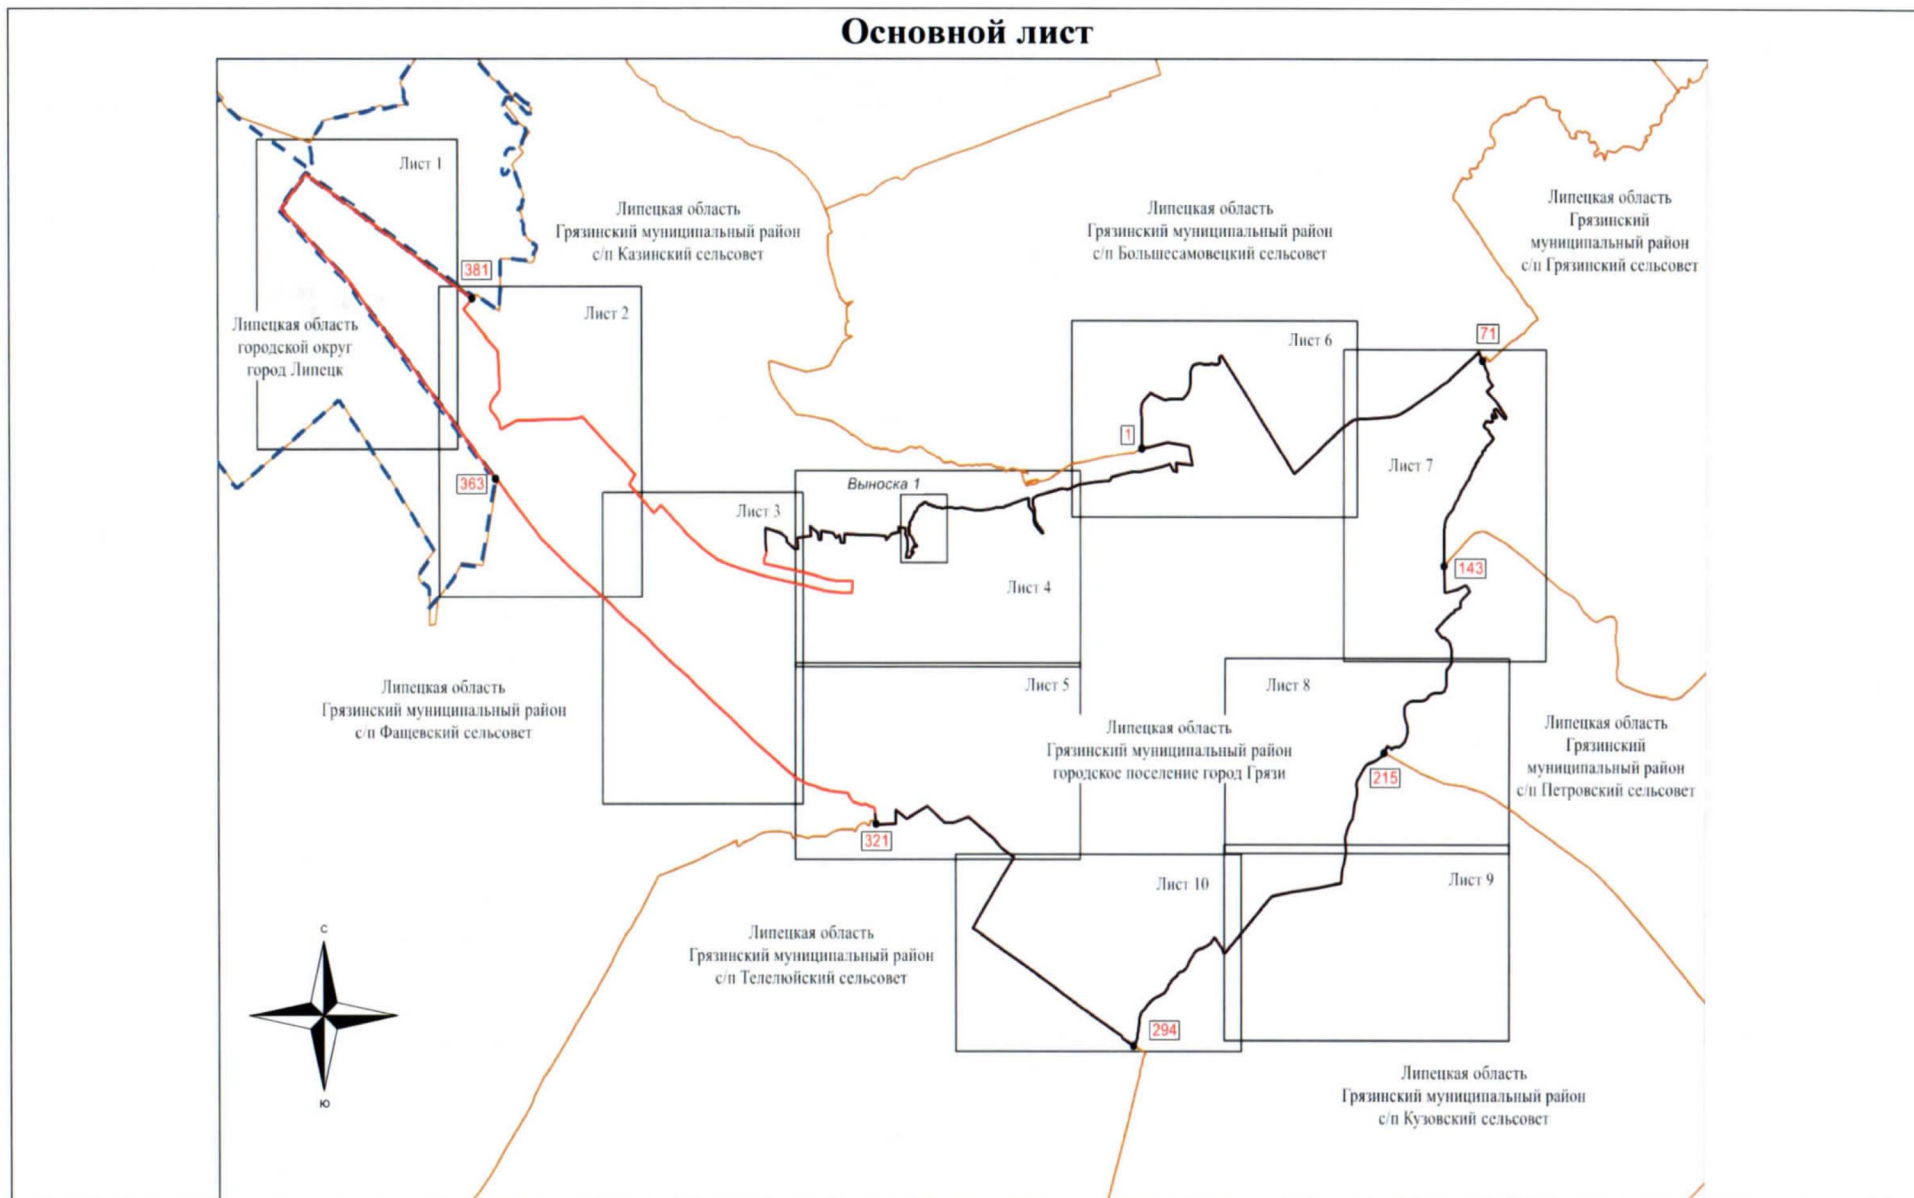 Основной лист
Лист 1
Липецкая область
Грязинский муниципальный район
с/п Казинский сельсовет
Липецкая область
Грязинский муниципальный район
с/п Большесамовецкий сельсовет
Липецкая область
Грязинский
муниципальный район
с/п Грязинский сельсовет
381
Лист 2
Липецкая область
городской округ
город Липецк
Лист 6
71
1
Лист 7
363
Выноска 1
Лист 3
Лист 4
143
Липецкая область
Грязинский муниципальный район
с/п Фащевский сельсовет
Лист 5
Лист 8
Липецкая область
Грязинский муниципальный район
городское поселение город Грязи
Липецкая область
Грязинский
муниципальный район
с/п Петровский сельсовет
215
321
Лист 10
Лист 9
Липецкая область
Грязинский муниципальный район
с/п Телелюйский сельсовет
С
Ю
294
Липецкая область
Грязинский муниципальный район
с/п Кузовский сельсовет